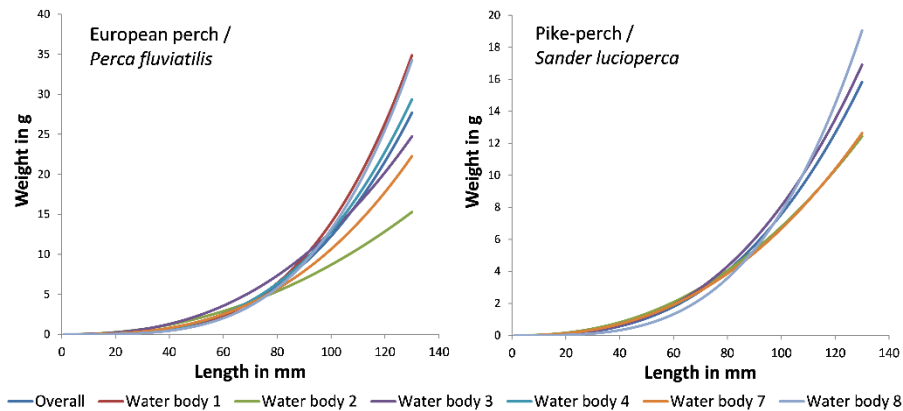 European perch /
Perca fluviatilis
Weight in g
40
35
30
25
20
15
10
5
0
0 20 40 60 80 100 120 140
Length in mm
Pike-perch /
Sander lucioperca
Weight in g
20
18
16
14
12
10
8
6
4
2
0
0 20 40 60 80 100 120 140
Length in mm
Overall Water body 1 Water body 2 Water body 3 Water body 4 Water body 7 Water body 8